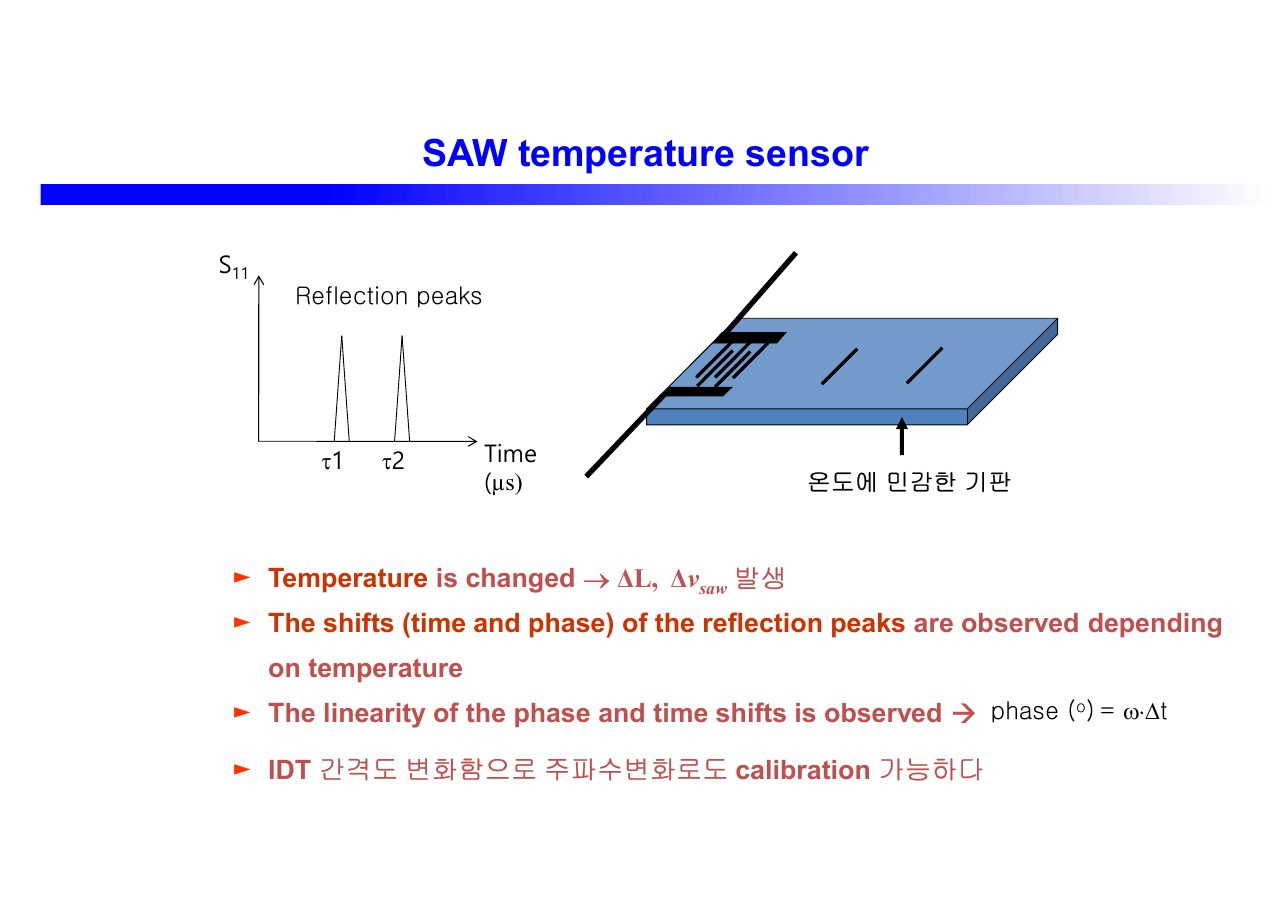 SAW temperature sensor
S11
Reflection peaks
τ1 τ2
Time
(μs)
온도에 민감한 기판
► Temperature is changed → ΔL, Δvsaw 발생
► The shifts (time and phase) of the reflection peaks are observed depending
on temperature
► The linearity of the phase and time shifts is observed → phase (o) = ω·Δt
► IDT 간격도 변화함으로 주파수변화로도 calibration 가능하다